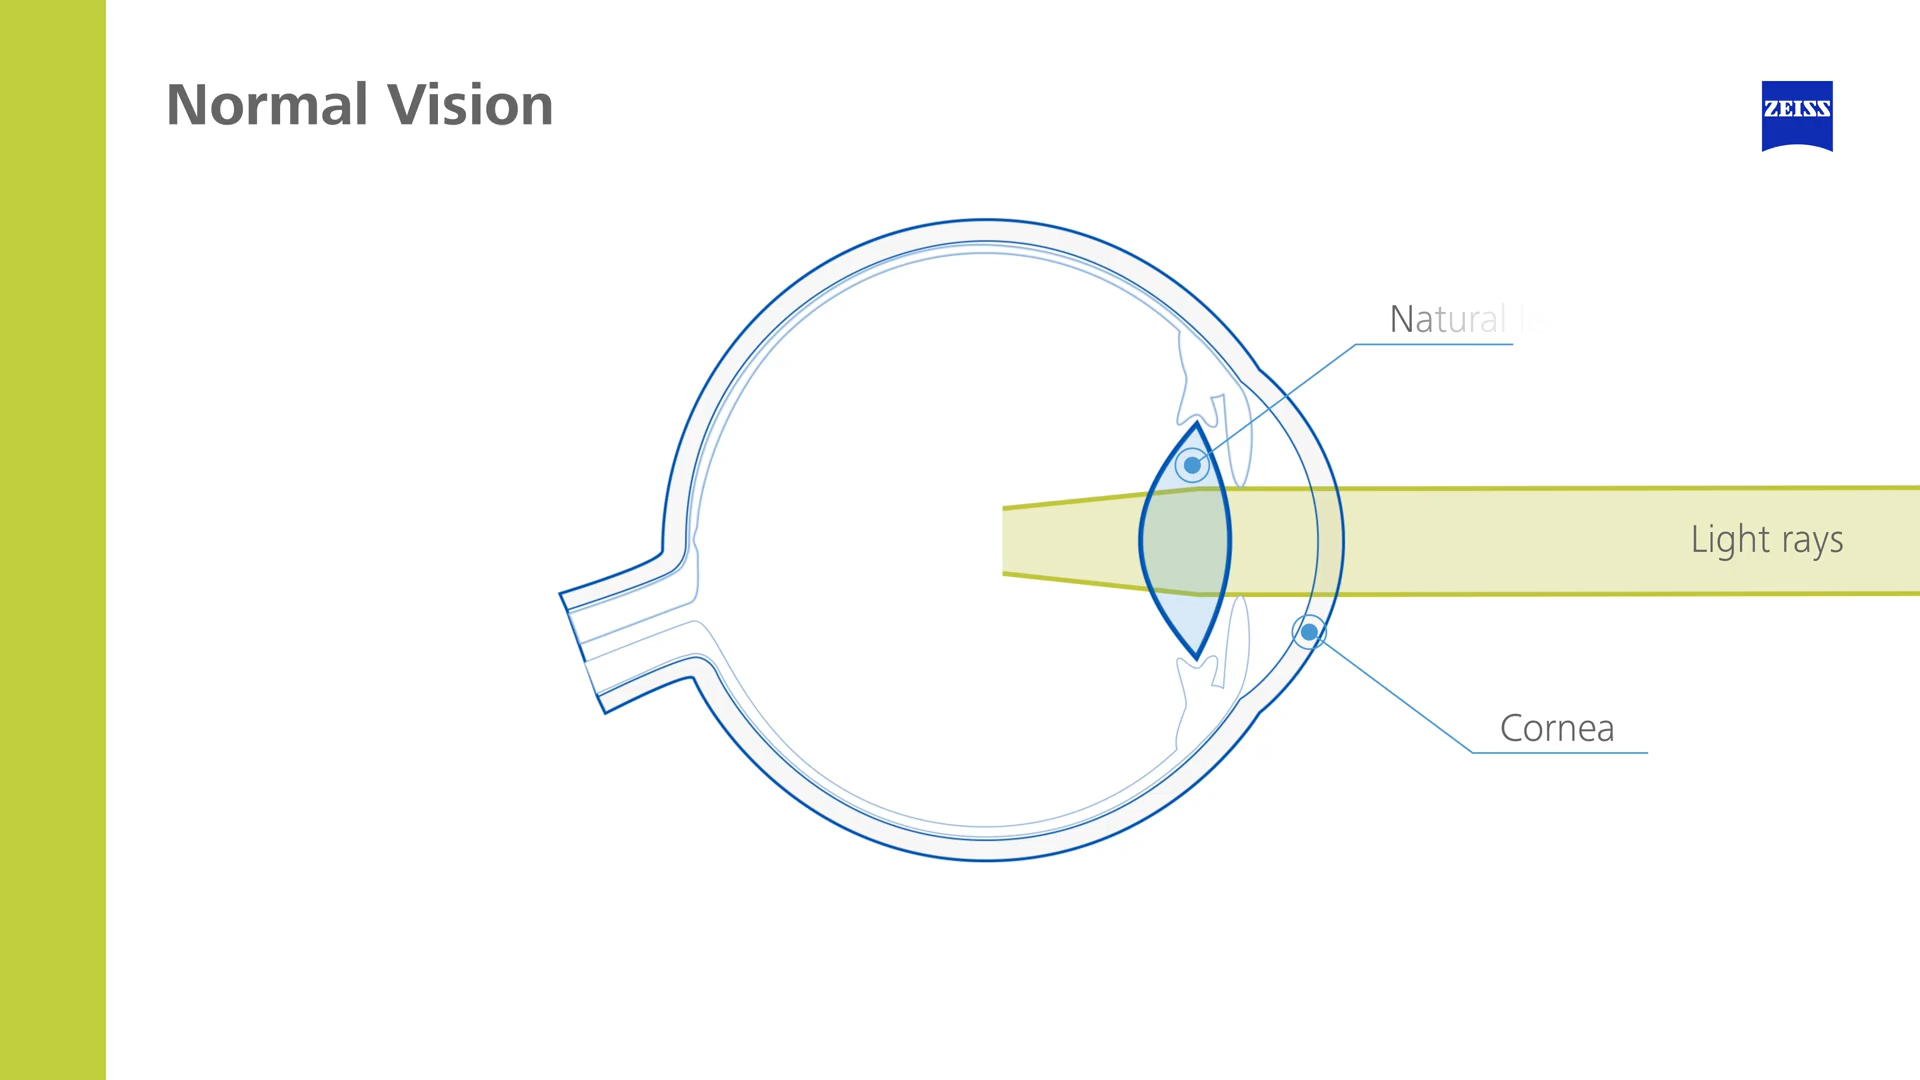 Normal Vision
ZEISS
Natural
Light rays
Cornea